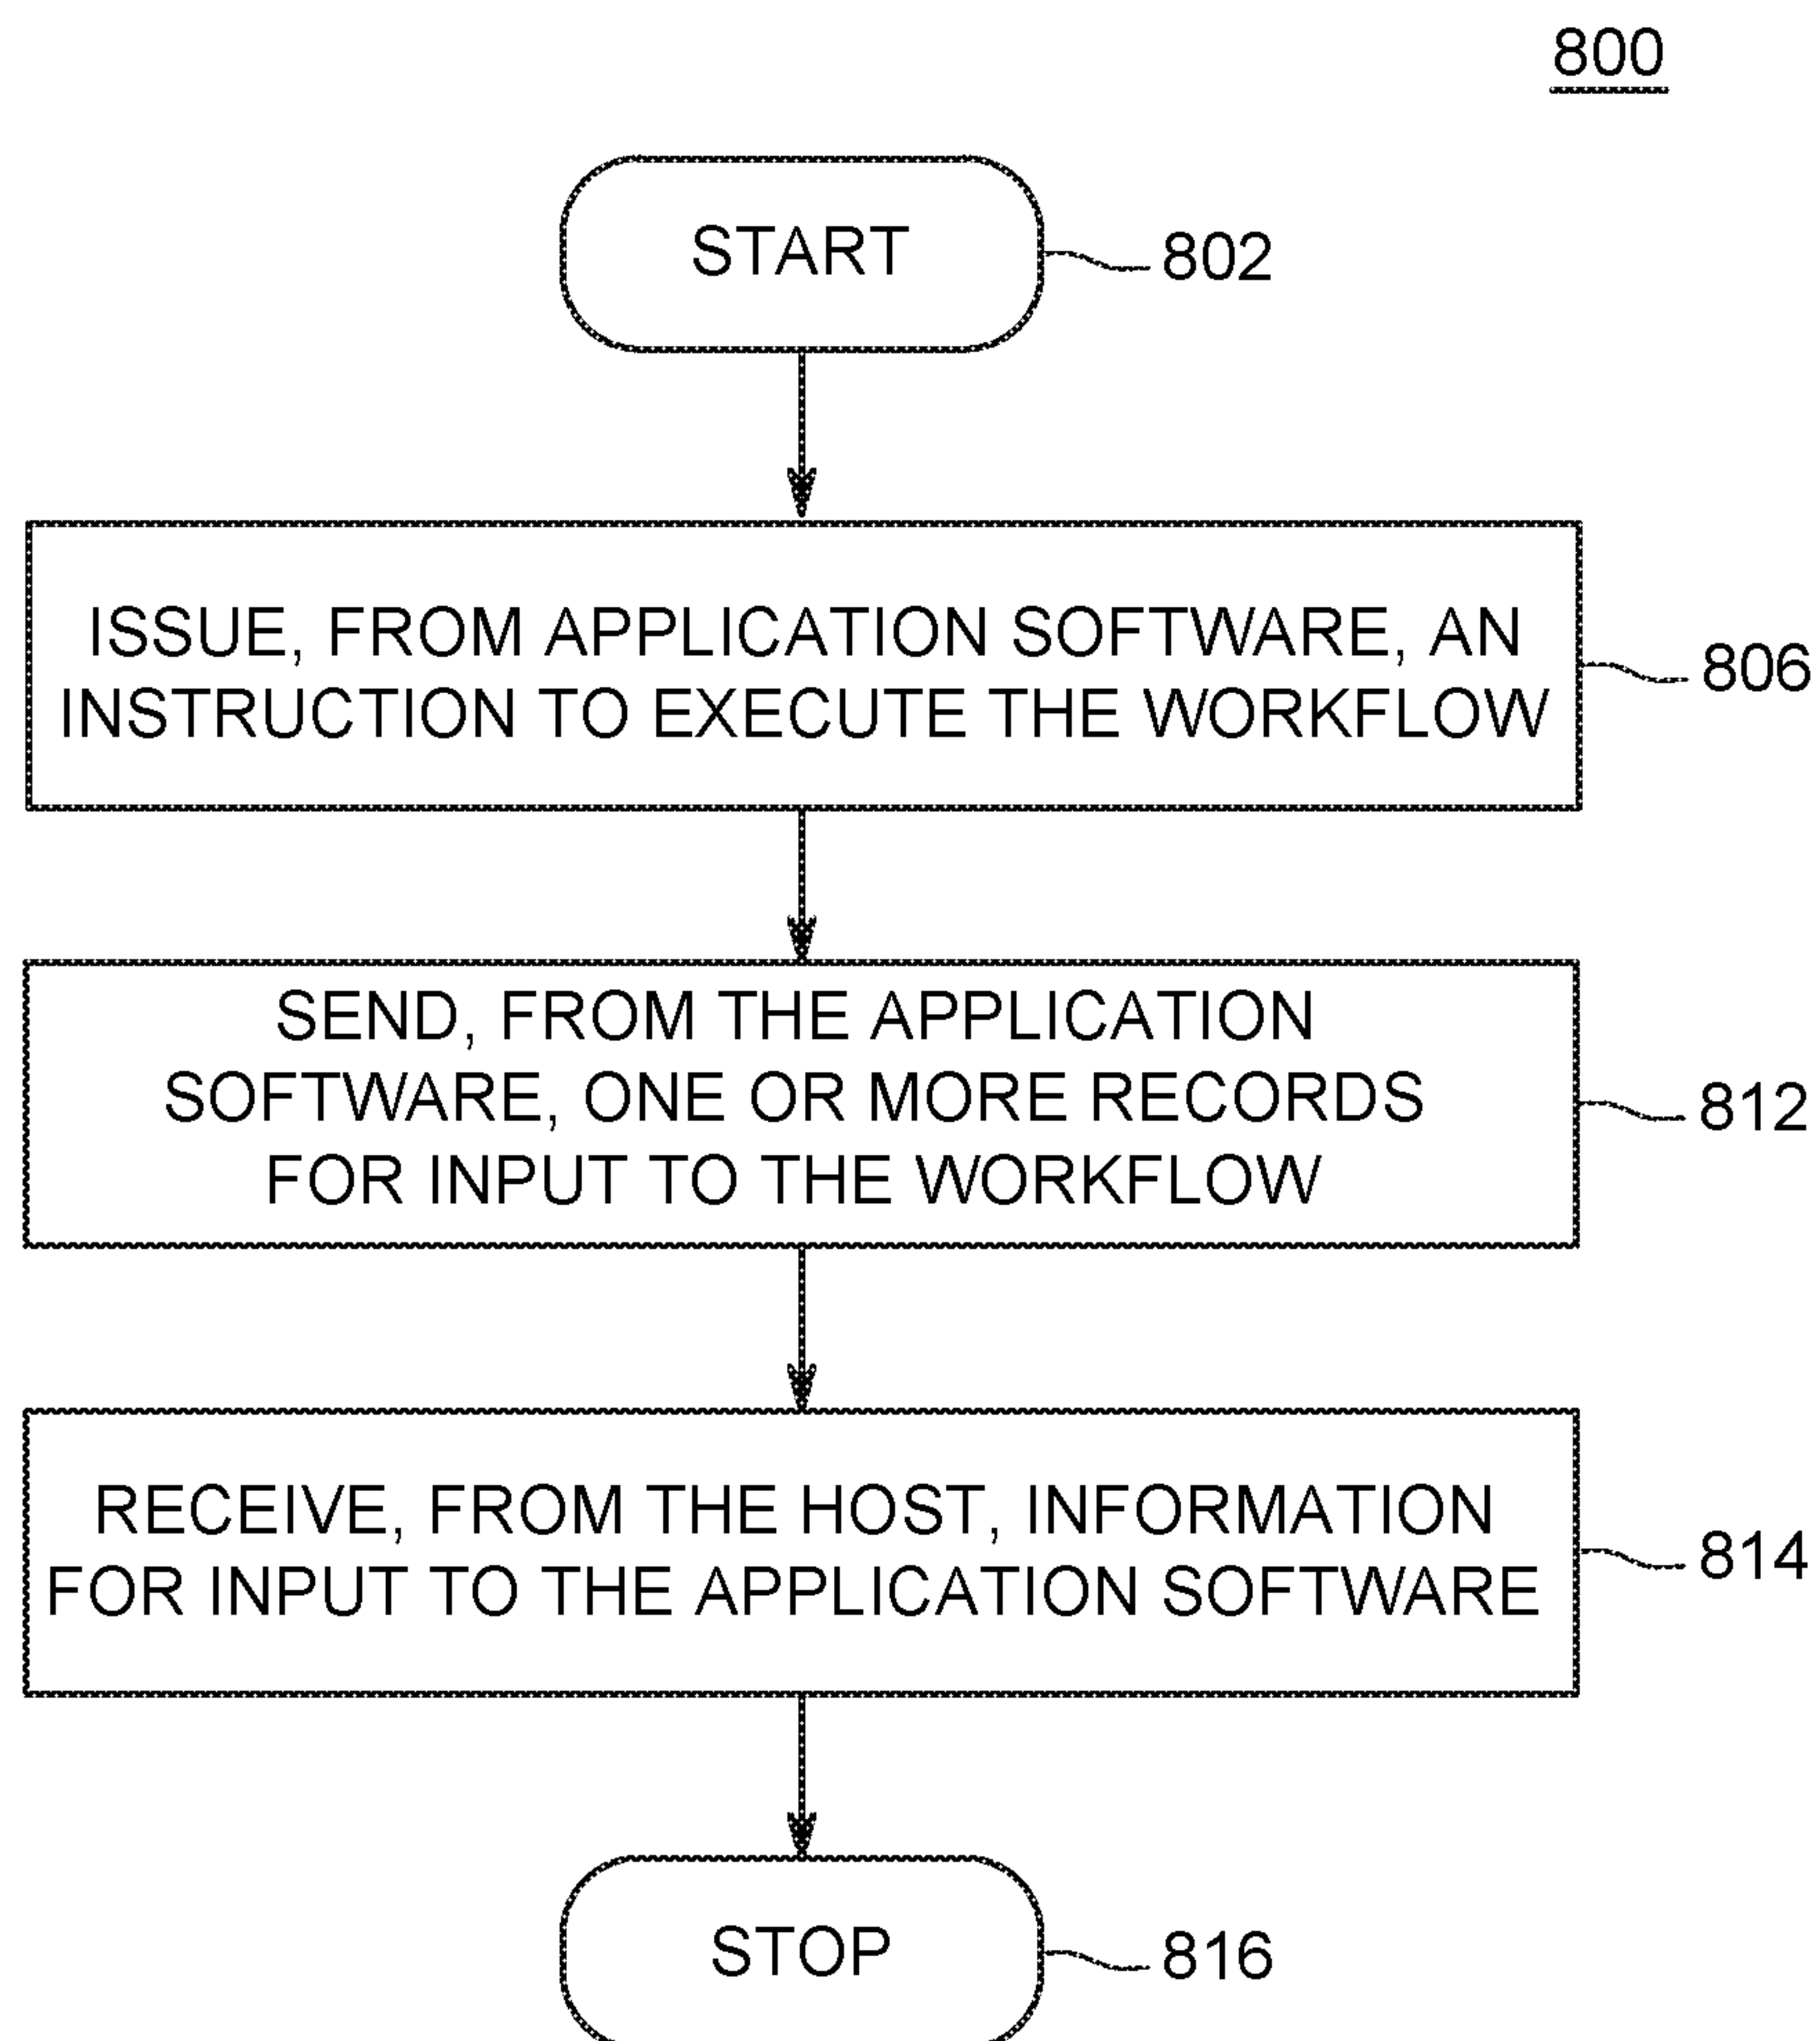 800
START
802
ISSUE, FROM APPLICATION SOFTWARE, AN
INSTRUCTION TO EXECUTE THE WORKFLOW
806
SEND, FROM THE APPLICATION
SOFTWARE, ONE OR MORE RECORDS
FOR INPUT TO THE WORKFLOW
812
RECEIVE, FROM THE HOST, INFORMATION
FOR INPUT TO THE APPLICATION SOFTWARE
814
STOP
816